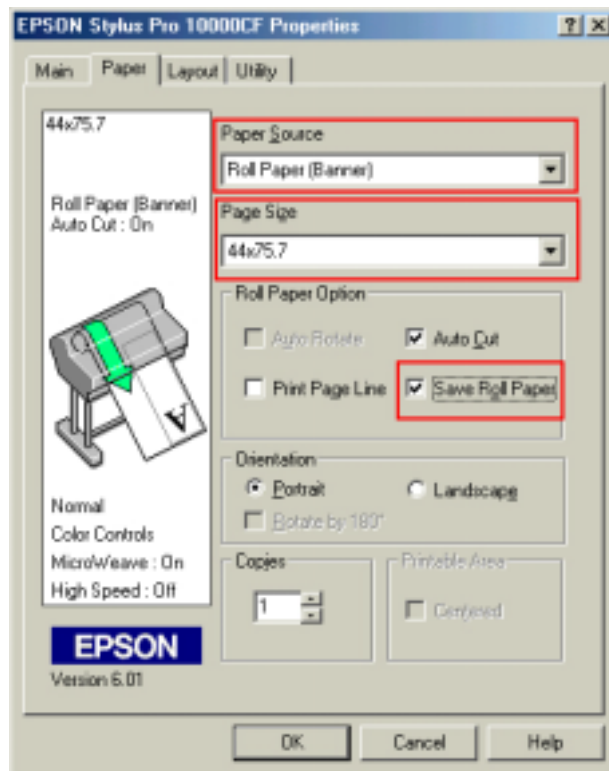 EPSON Stylus Pro 10000CF Properties
Main Paper Layout Utility
44x75.7
Roll Paper (Banner)
Auto Cut : On
Normal
Color Controls
MicroWeave : On
High Speed : Off
EPSON
Version 6.01
Paper Source
Roll Paper (Banner)
Page Size
44x75.7
Roll Paper Option
Auto Rotate Auto Cut
Print Page Line Save Roll Paper
Orientation
Portrait Landscape
Rotate by 180°
Copies
1
Printable Area
Centered
OK Cancel Help